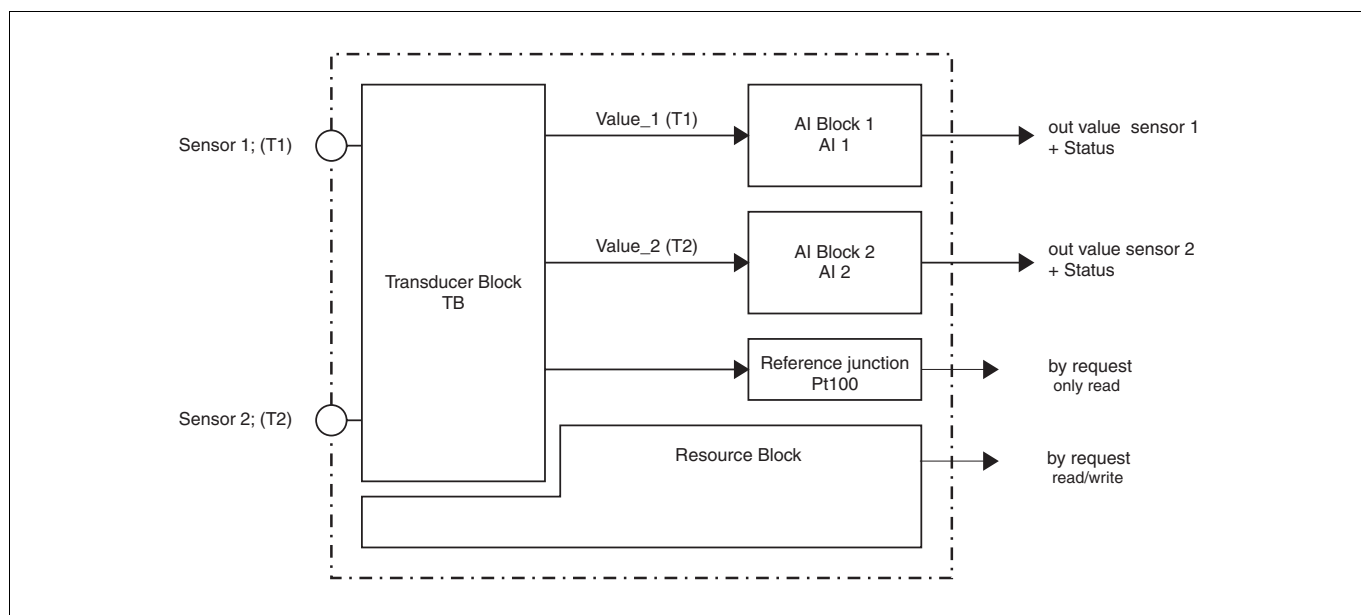 Sensor 1; (T1)
Transducer Block
TB
Value_1 (T1)
AI Block 1
AI 1
out value sensor 1
+ Status
Value_2 (T2)
AI Block 2
AI 2
out value sensor 2
+ Status
Reference junction
Pt100
by request
only read
Sensor 2; (T2)
Resource Block
by request
read/write